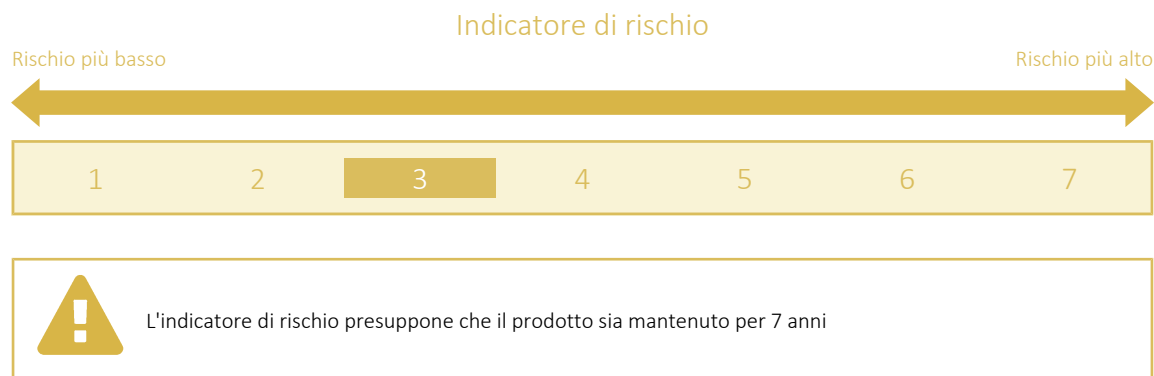 Indicatore di rischio
Rischio più basso Rischio più alto
1 2 3 4 5 6 7
L'indicatore di rischio presuppone che il prodotto sia mantenuto per 7 anni